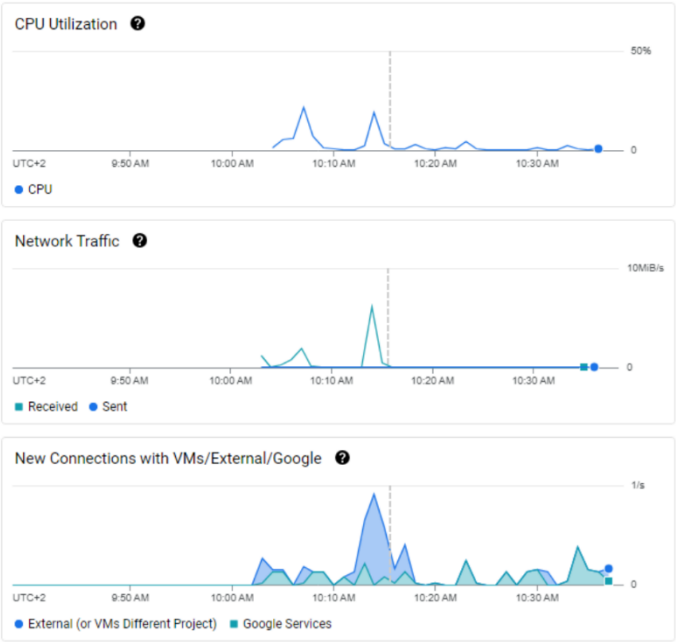 CPU Utilization ?
50%
0
UTC+2 9:50 AM 10:00 AM 10:10 AM 10:20 AM 10:30 AM
CPU
Network Traffic ?
10MiB/s
0
UTC+2 9:50 AM 10:00 AM 10:10 AM 10:20 AM 10:30 AM
Received Sent
New Connections with VMs/External/Google ?
1/s
0
UTC+2 9:50 AM 10:00 AM 10:10 AM 10:20 AM 10:30 AM
External (or VMs Different Project) Google Services